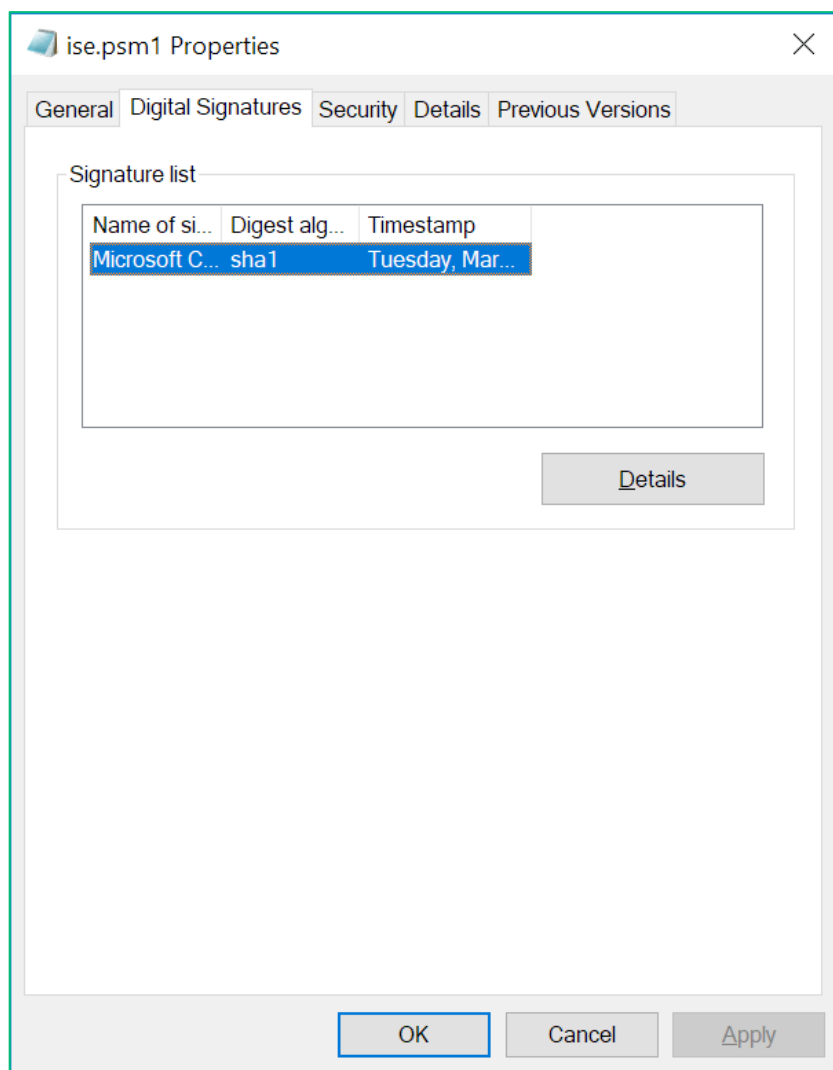 ise.psm1 Properties
General Digital Signatures Security Details Previous Versions
Signature list
Name of si... Digest alg... Timestamp
Microsoft C... sha1 Tuesday, Mar...
Details
OK Cancel Apply